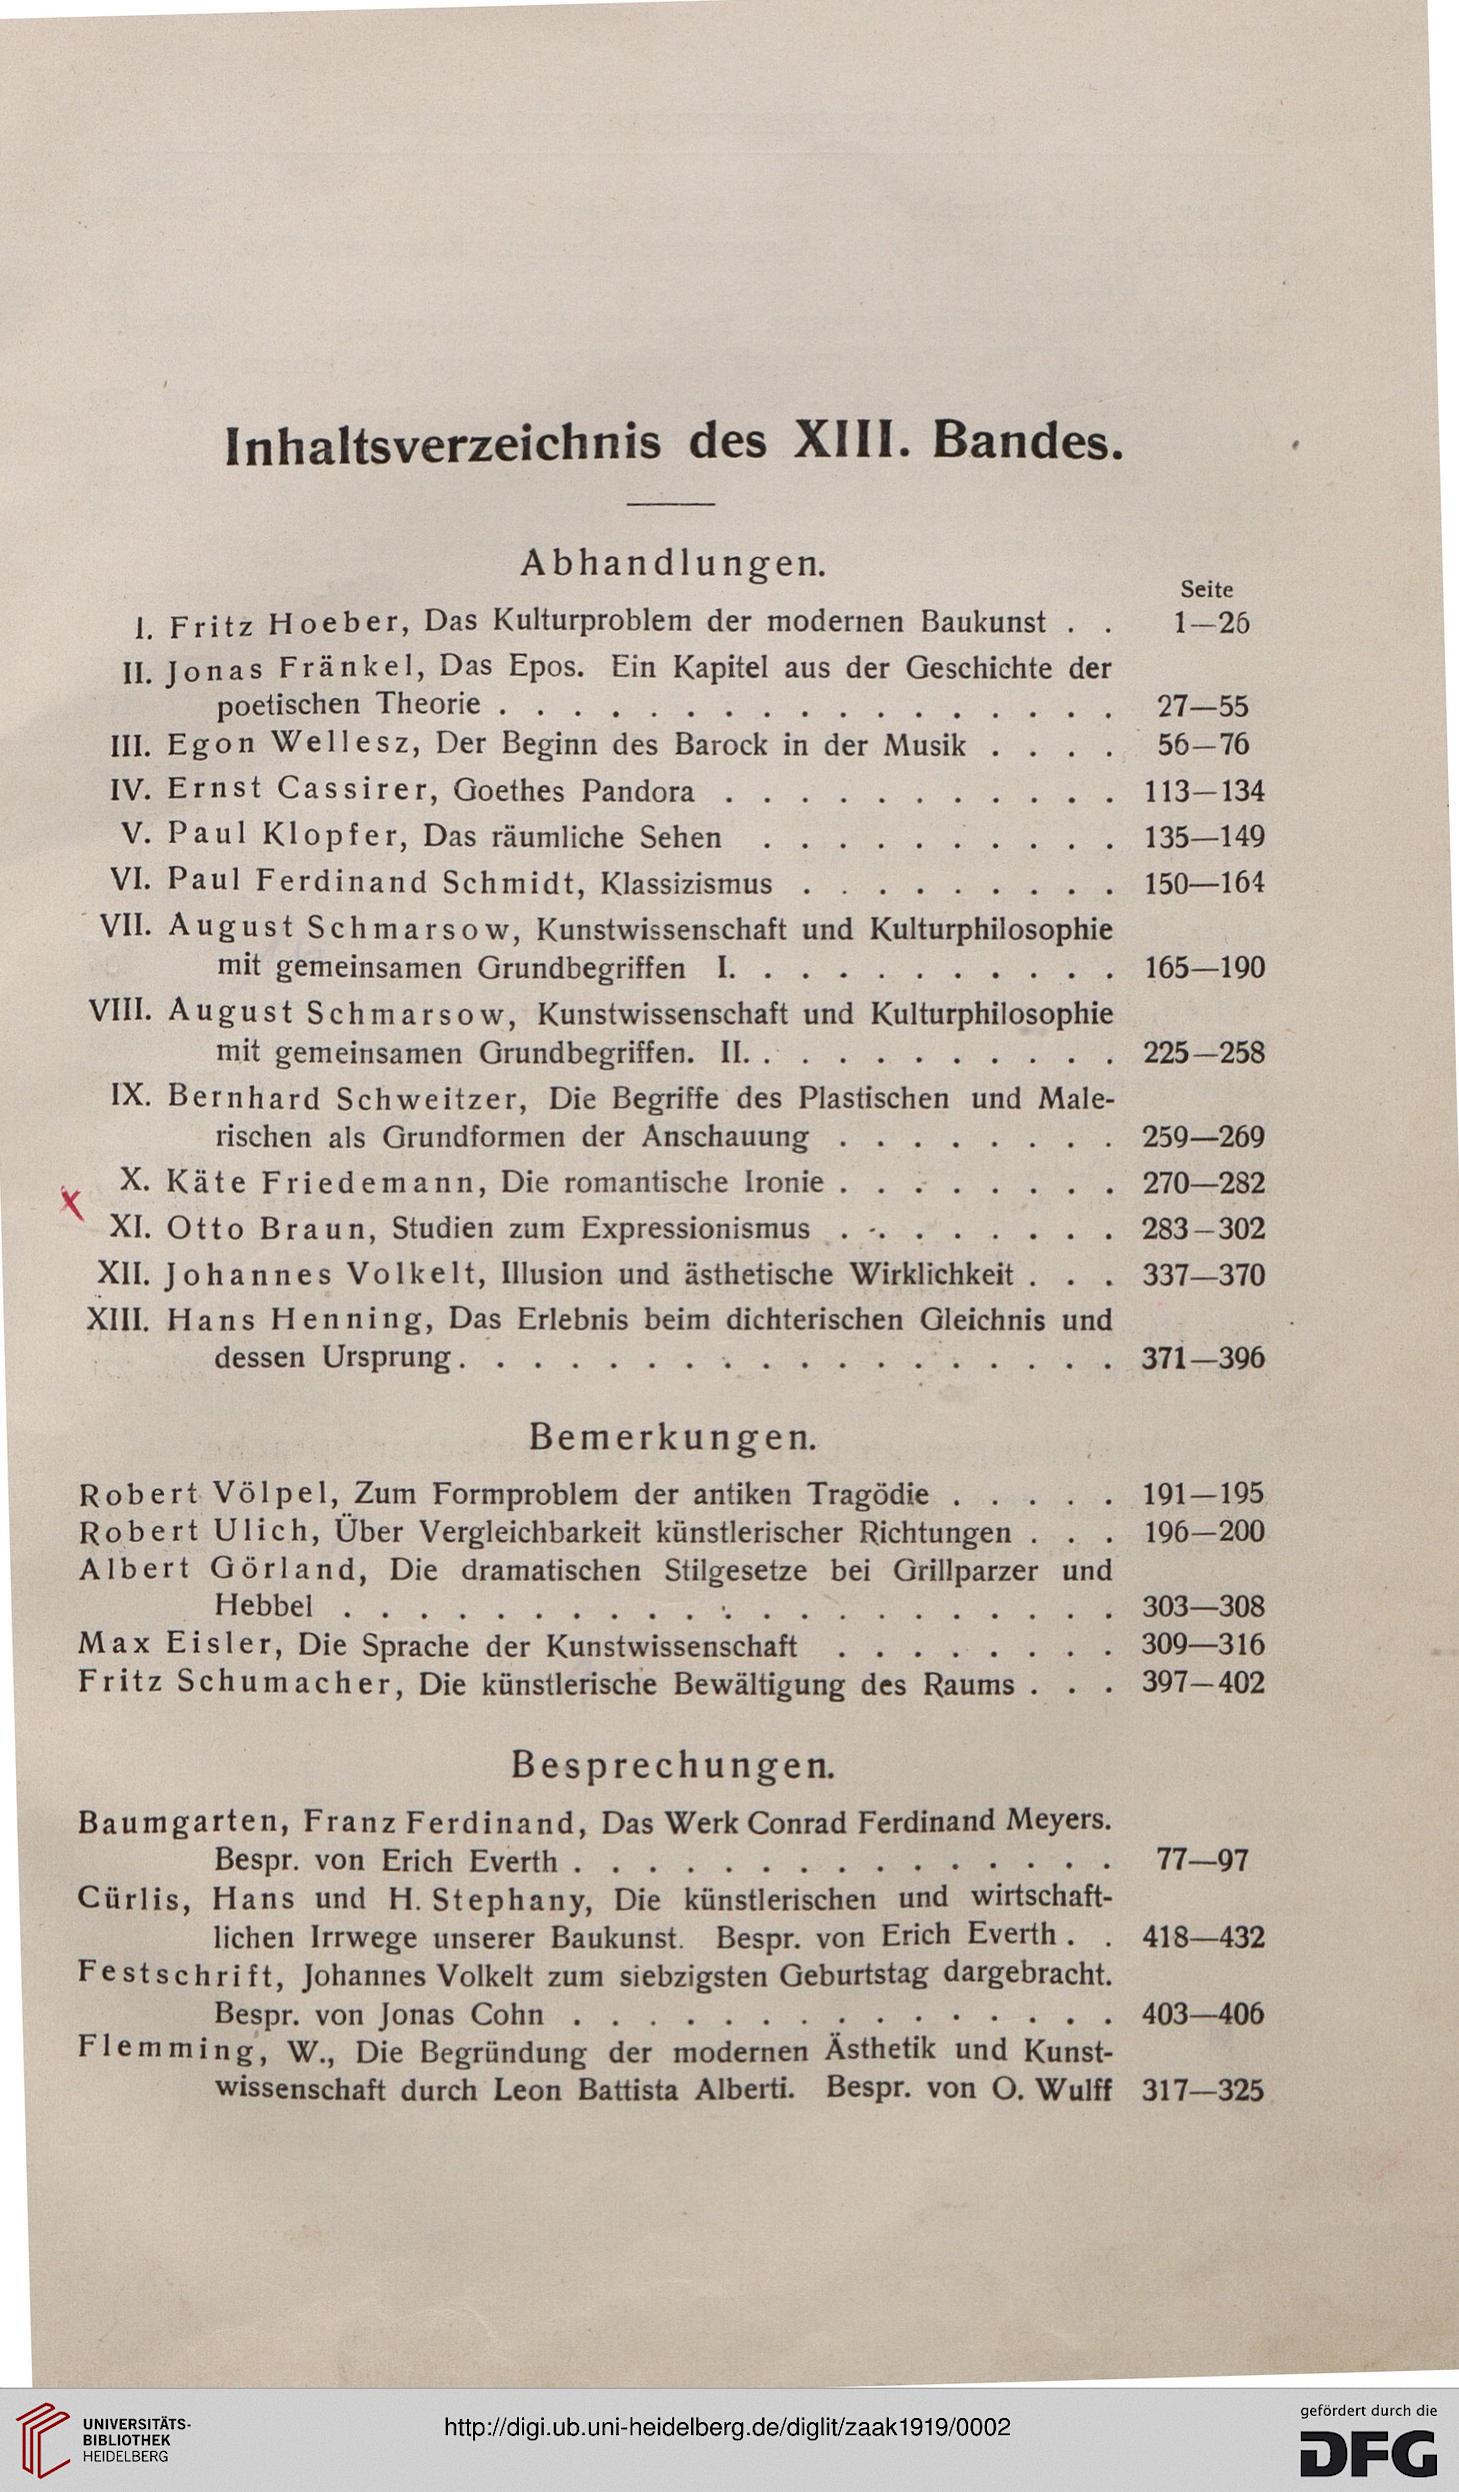 Inhaltsverzeichnis des XIII. Bandes.
Abhandlungen.
Seite
I. Fritz Hoeber, Das Kulturproblem der modernen Baukunst . . 1—26
II. Jonas Fränkel, Das Epos. Ein Kapitel aus der Geschichte der
poetischen Theorie . . . . . . . . . . . . . . . . . 27—55
III. Egon Wellesz, Der Beginn des Barock in der Musik . . . . 56—76
IV. Ernst Cassirer, Goethes Pandora . . . . . . . . . . . 113—134
V. Paul Klopfer, Das räumliche Sehen . . . . . . . . . . 135—149
VI. Paul Ferdinand Schmidt, Klassizismus . . . . . . . . . 150—164
VII. August Schmarsow, Kunstwissenschaft und Kulturphilosophie
mit gemeinsamen Grundbegriffen I. . . . . . . . . . . 165—190
VIII. August Schmarsow, Kunstwissenschaft und Kulturphilosophie
mit gemeinsamen Grundbegriffen. II. . . . . . . . . . . 225—258
IX. Bernhard Schweitzer, Die Begriffe des Plastischen und Male-
rischen als Grundformen der Anschauung . . . . . . . . 259—269
X. Käte Friedemann, Die romantische Ironie . . . . . . . . 270—282
XI. Otto Braun, Studien zum Expressionismus . . . . . . . . 283—302
XII. Johannes Volkelt, Illusion und ästhetische Wirklichkeit . . . 337—370
XIII. Hans Henning, Das Erlebnis beim dichterischen Gleichnis und
dessen Ursprung . . . . . . . . . . . . . . . . . . 371—396
Bemerkungen.
Robert Völpel, Zum Formproblem der antiken Tragödie . . . . . 191—195
Robert Ulich, Über Vergleichbarkeit künstlerischer Richtungen . . . 196—200
Albert Görland, Die dramatischen Stilgesetze bei Grillparzer und
Hebbel . . . . . . . . . . . . . . . . . . . . . 303—308
Max Eisler, Die Sprache der Kunstwissenschaft . . . . . . . . 309—316
Fritz Schumacher, Die künstlerische Bewältigung des Raums . . . 397—402
Besprechungen.
Baumgarten, Franz Ferdinand, Das Werk Conrad Ferdinand Meyers.
Bespr. von Erich Everth . . . . . . . . . . . . . . . 77—97
Cürlis, Hans und H. Stephany, Die künstlerischen und wirtschaft-
lichen Irrwege unserer Baukunst. Bespr. von Erich Everth . . 418—432
Festschrift, Johannes Volkelt zum siebzigsten Geburtstag dargebracht.
Bespr. von Jonas Cohn . . . . . . . . . . . . . . . 403—406
Flemming, W., Die Begründung der modernen Ästhetik und Kunst-
wissenschaft durch Leon Battista Alberti. Bespr. von O. Wulff 317—325
UNIVERSITÄTS-
BIBLIOTHEK
HEIDELBERG
http://digi.ub.uni-heidelberg.de/diglit/zaak1919/0002
gefördert durch die
DFG